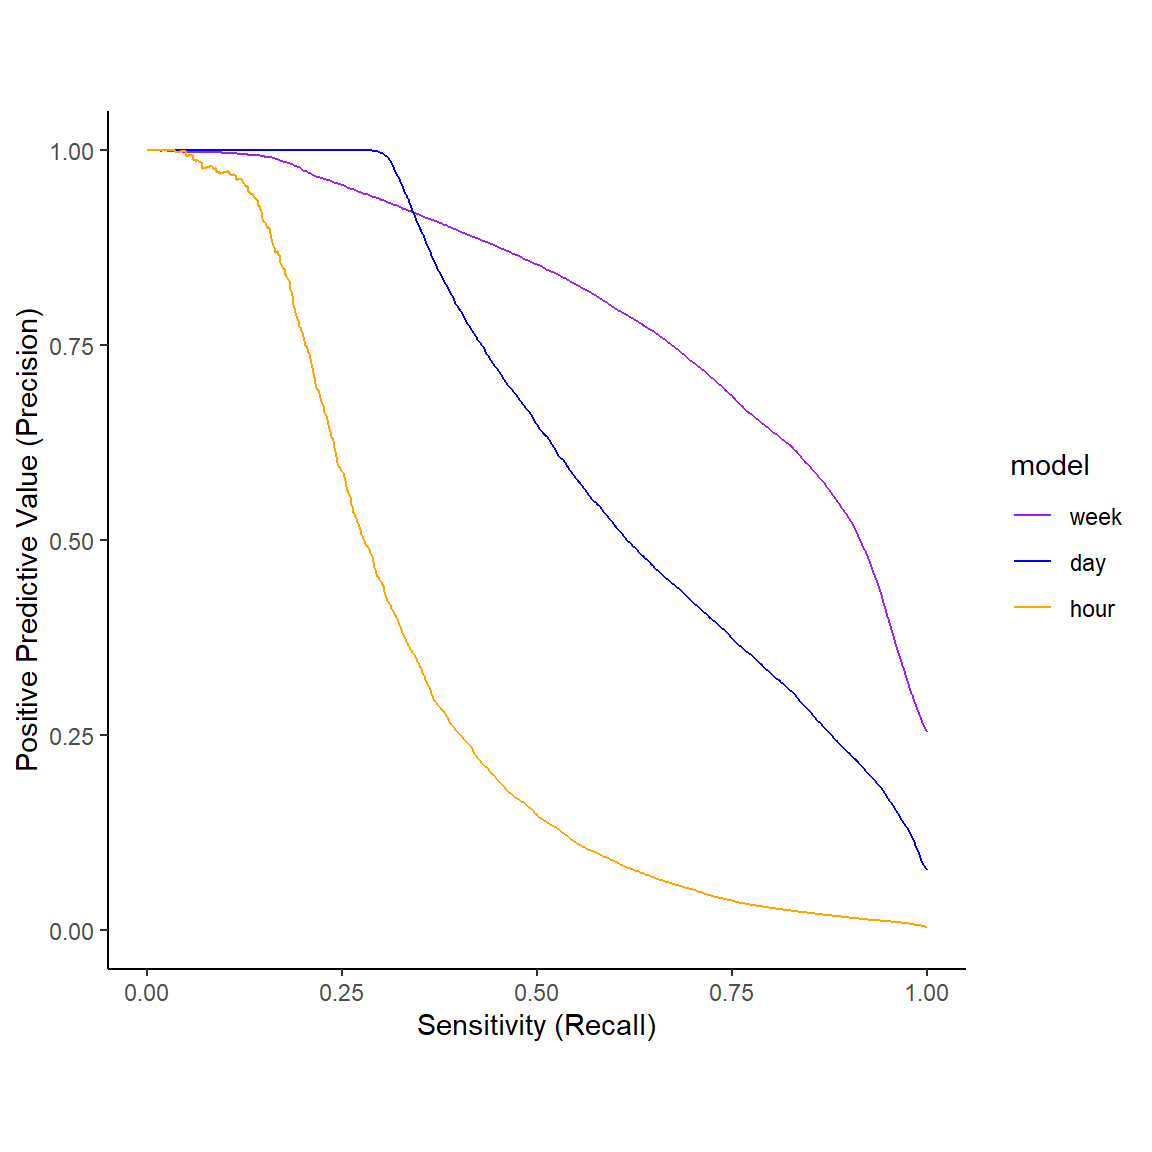 Positive Predictive Value (Precision)
1.00
0.75
0.50
0.25
0.00
0.00 0.25 0.50 0.75 1.00
Sensitivity (Recall)
model
week
day
hour